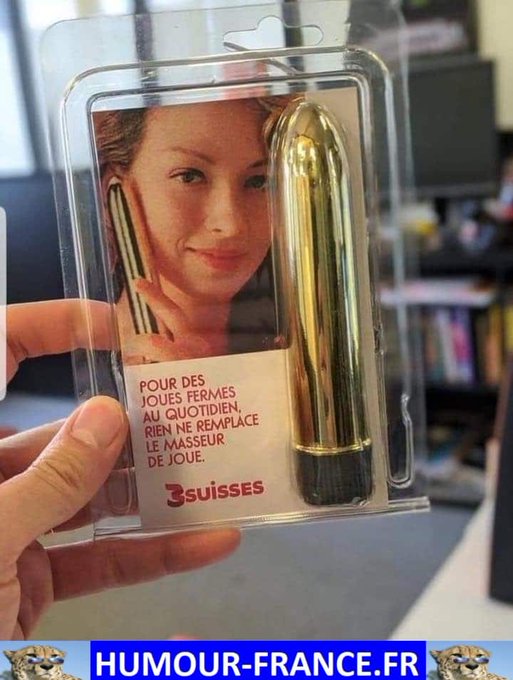 POUR DES
JOUES FERMES
AU QUOTIDIEN,
RIEN NE REMPLACE
LE MASSEUR
DE JOUE.
3SUISSES
HUMOUR-FRANCE.FR